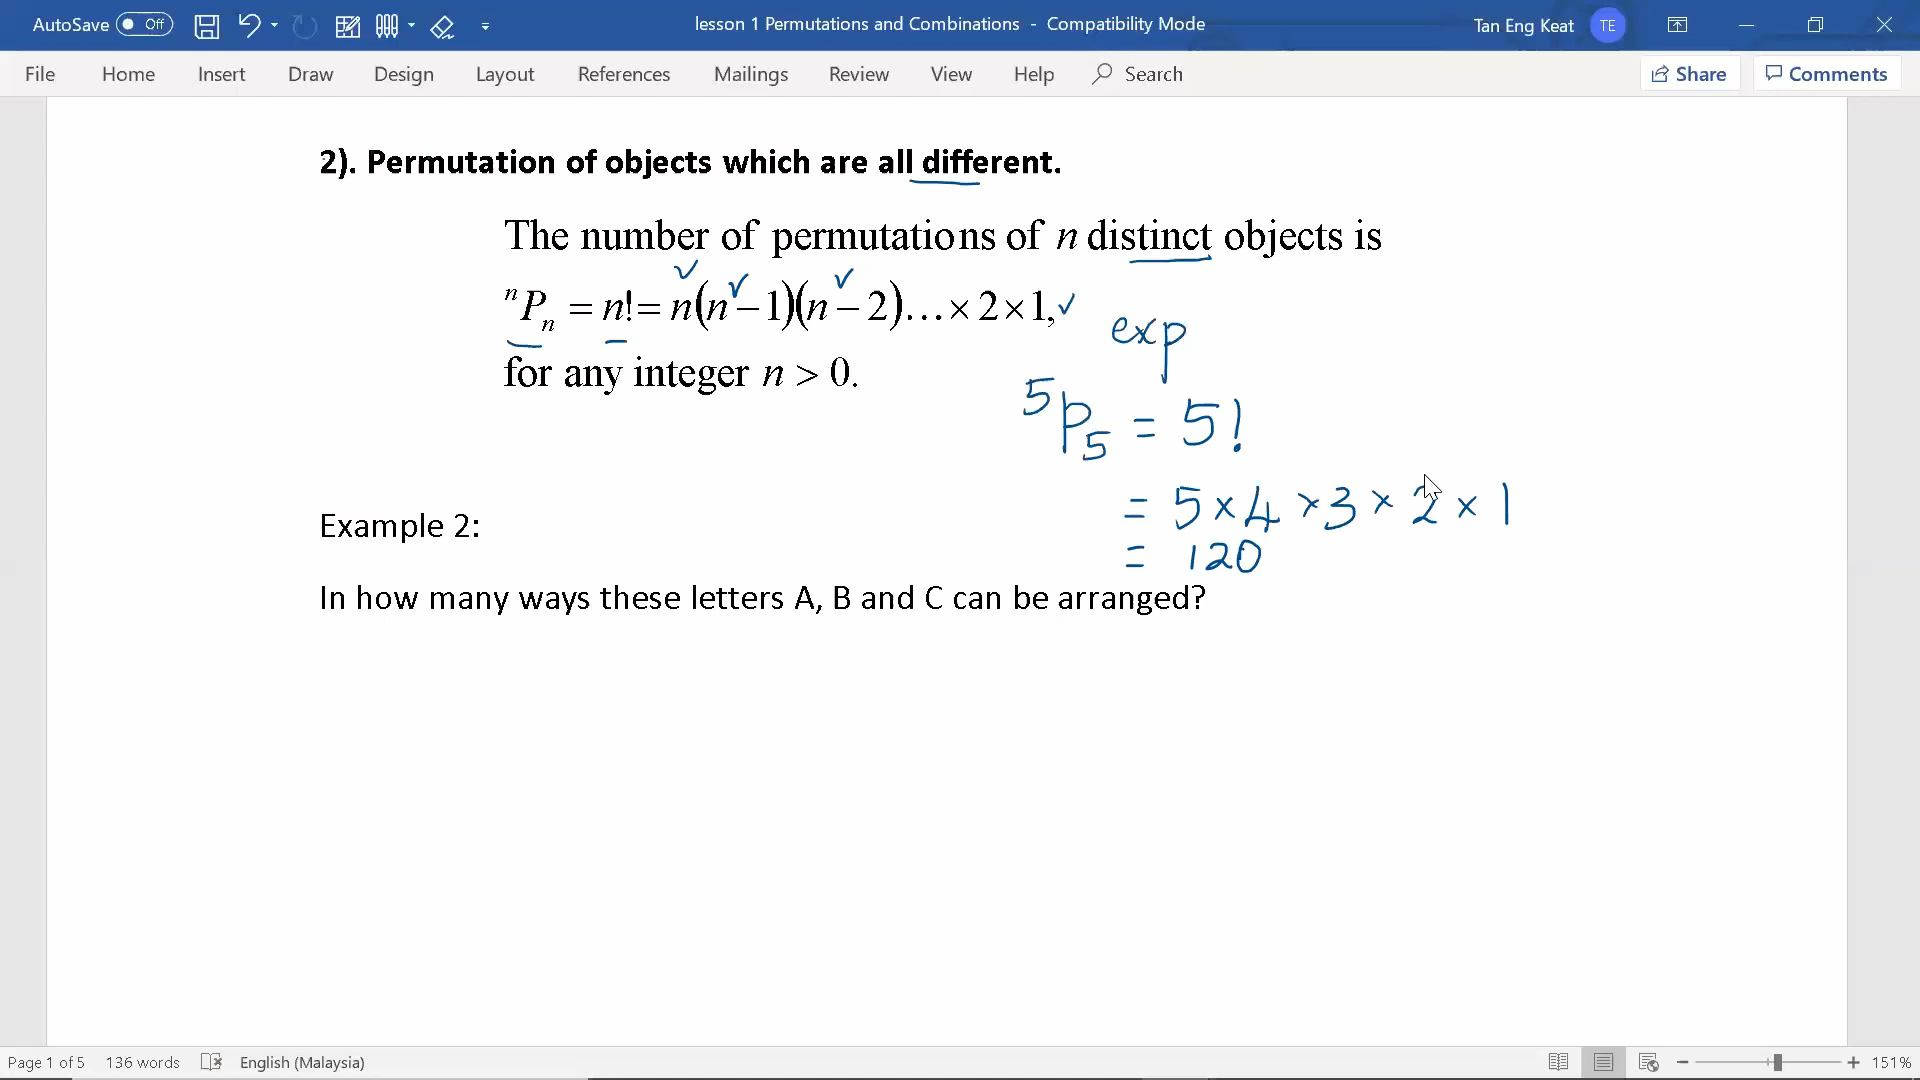 AutoSave Off lesson 1 Permutations and Combinations - Compatibility Mode Tan Eng Keat TE
File Home Insert Draw Design Layout References Mailings Review View Help Search Share Comments
2). Permutation of objects which are all different.
The number of permutations of n distinct objects is
ⁿPₙ = n! = n(n − 1)(n − 2)… × 2 × 1,
for any integer n > 0.
exp
⁵P₅ = 5!
= 5 × 4 × 3 × 2 × 1
= 120
Example 2:
In how many ways these letters A, B and C can be arranged?
Page 1 of 5 136 words English (Malaysia) 151%